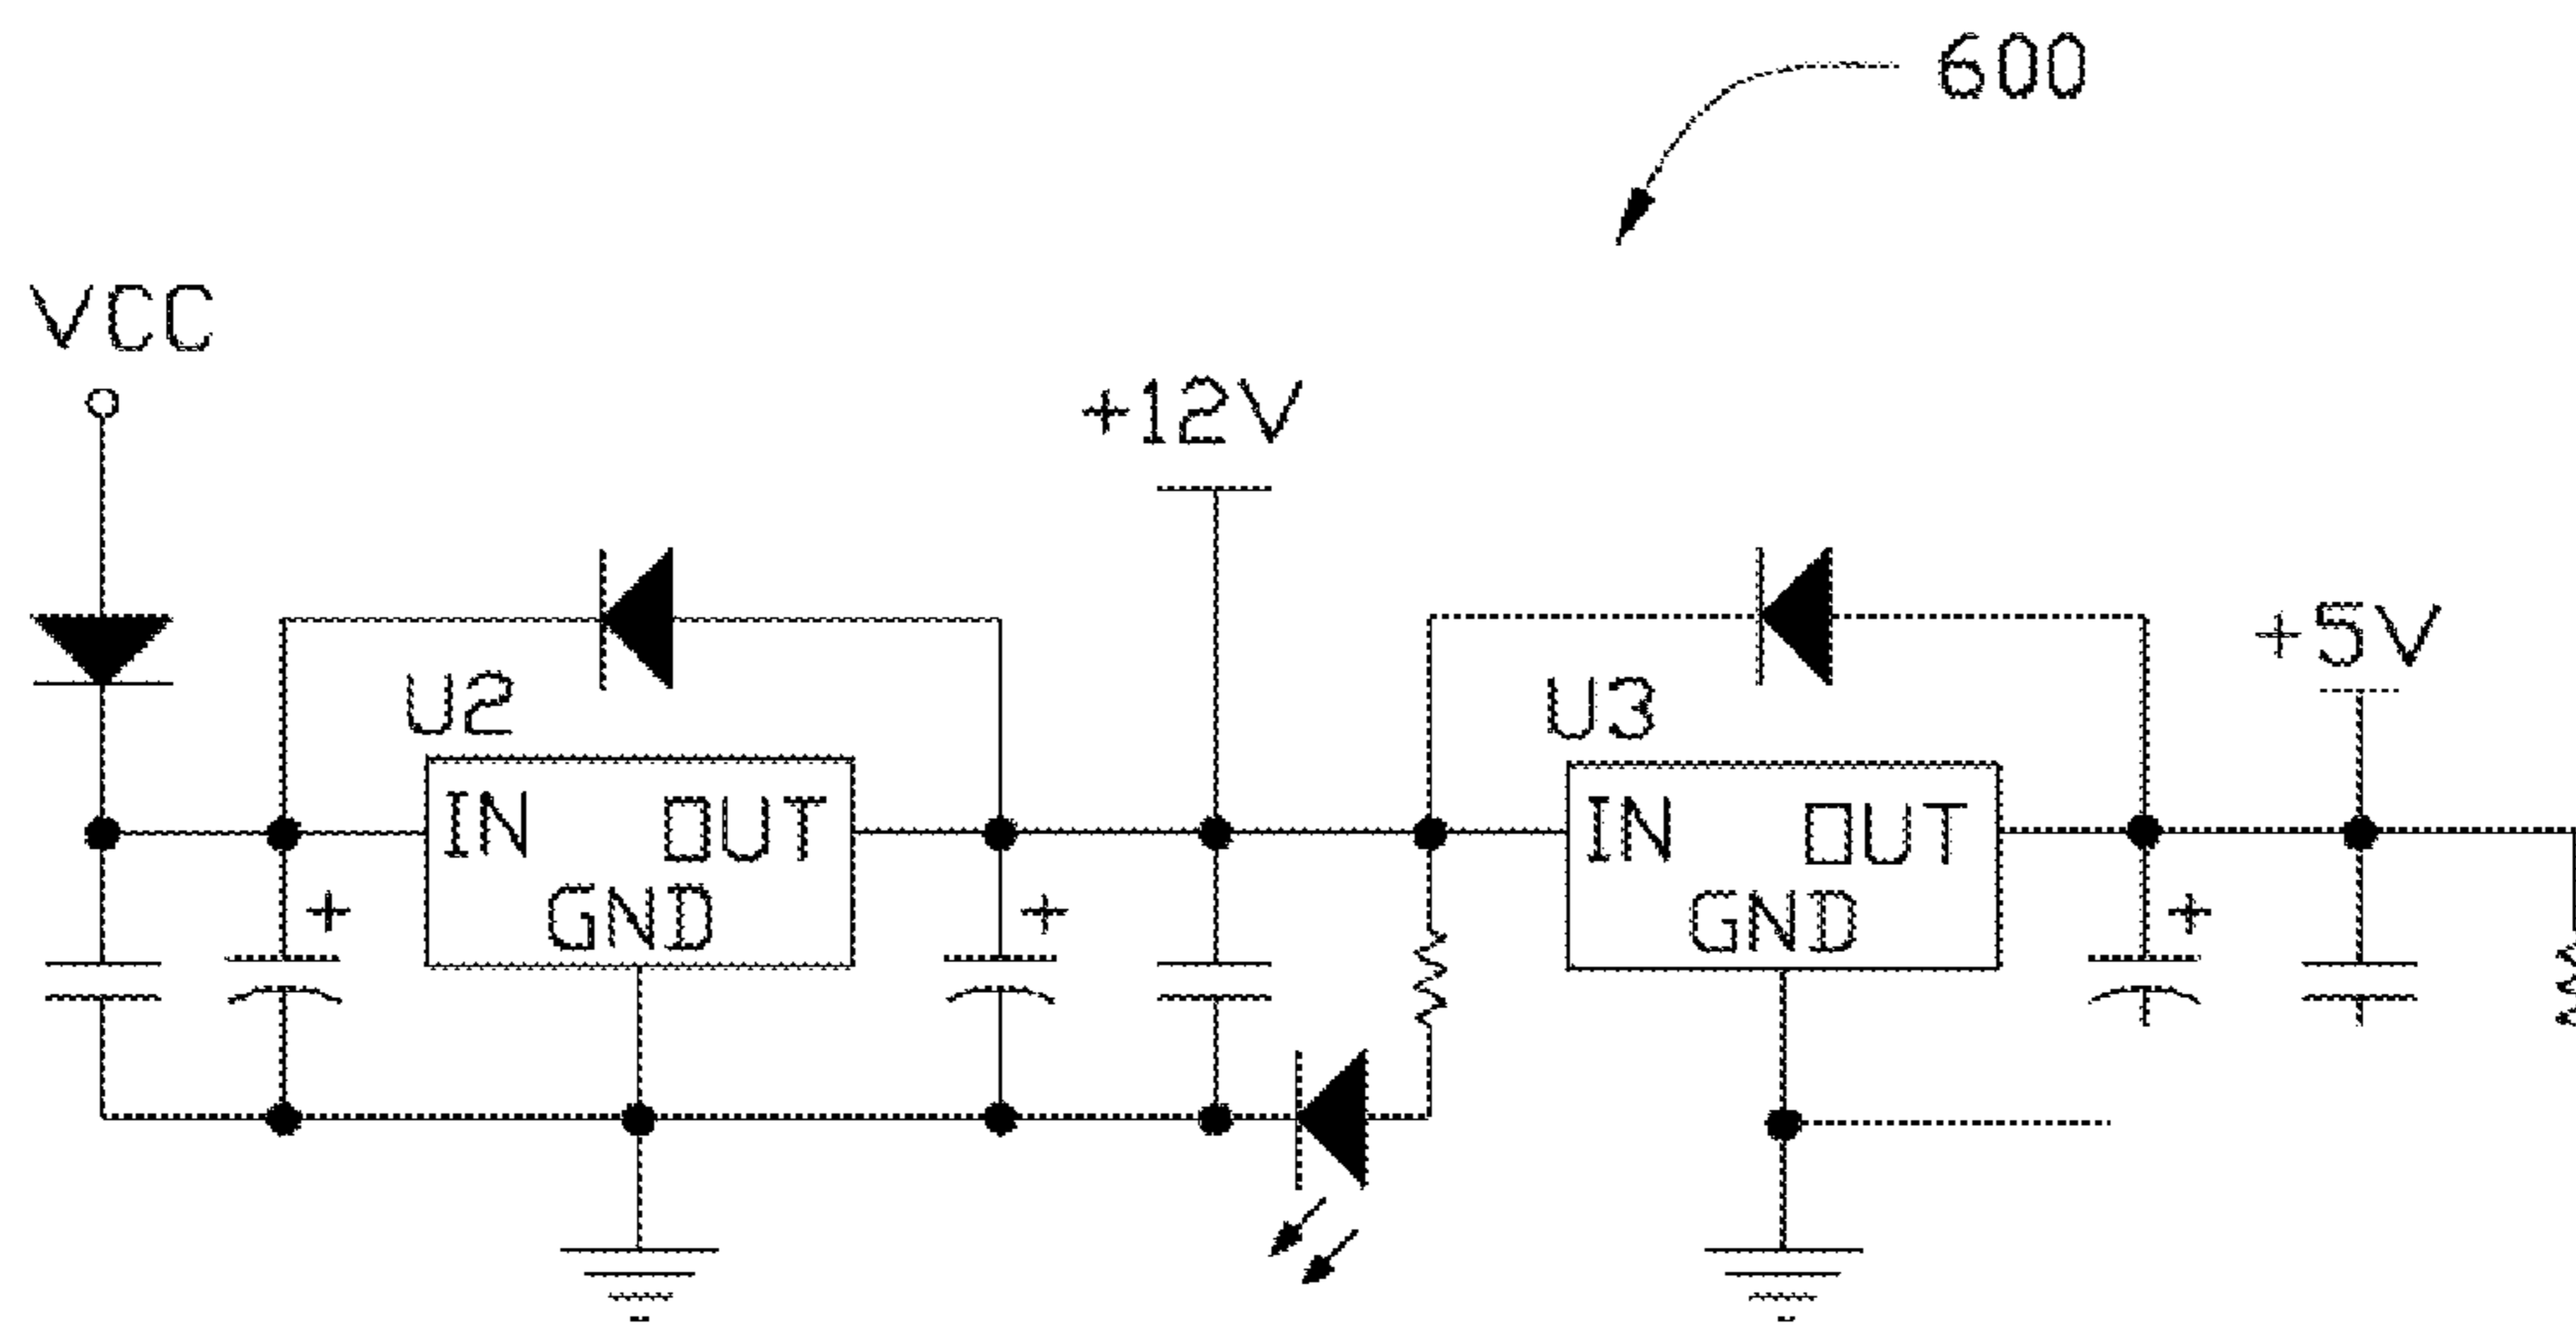 600
VCC
+12V
+5V
U2
U3
IN OUT
GND
IN OUT
GND
+
+
+